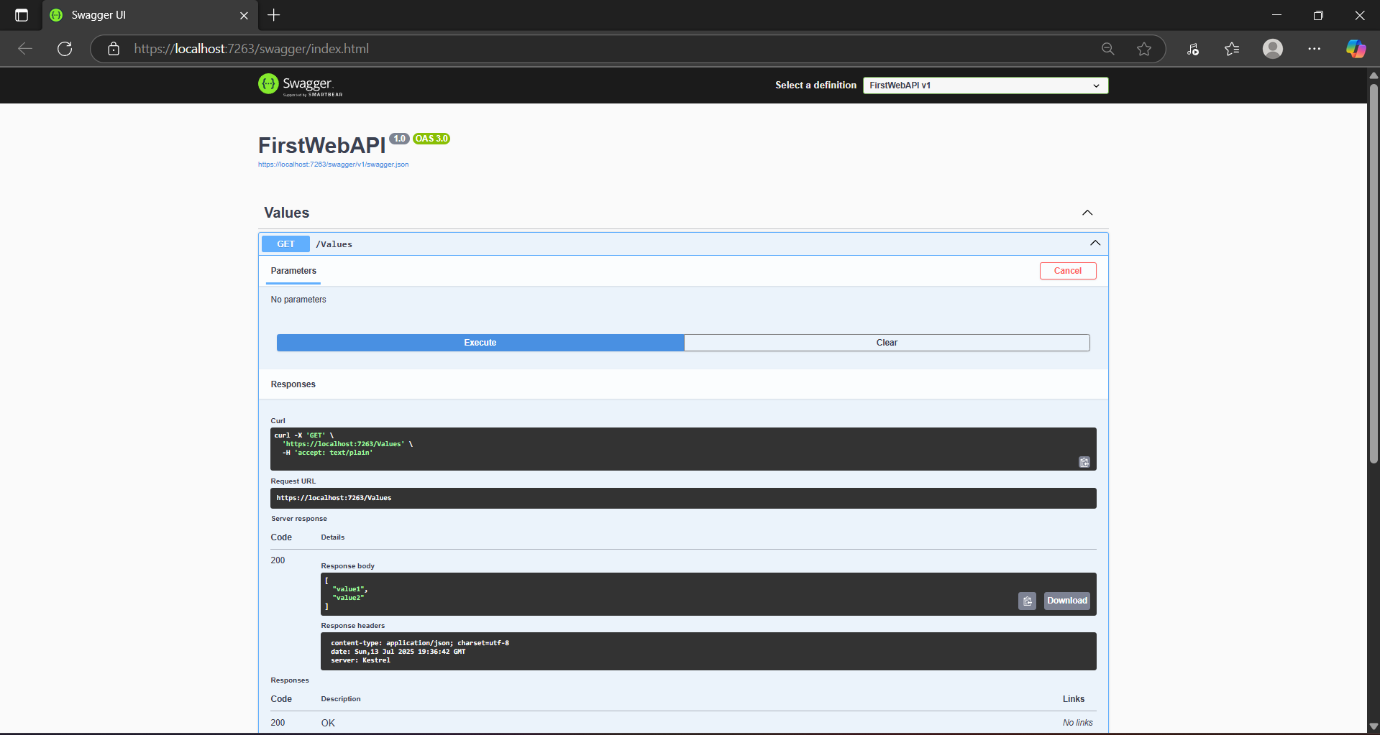 Swagger UI
https://localhost:7263/swagger/index.html
Swagger.
Supported by SMARTBEAR
Select a definition
FirstWebAPI v1
FirstWebAPI 1.0 OAS 3.0
https://localhost:7263/swagger/v1/swagger.json
Values
GET /Values
Parameters
Cancel
No parameters
Execute
Clear
Responses
Curl
curl -X 'GET' \
'https://localhost:7263/Values' \
-H 'accept: text/plain'
Request URL
https://localhost:7263/Values
Server response
Code Details
200
Response body
[
"value1",
"value2"
]
Download
Response headers
content-type: application/json; charset=utf-8
date: Sun,13 Jul 2025 19:36:42 GMT
server: Kestrel
Responses
Code Description Links
200 OK No links